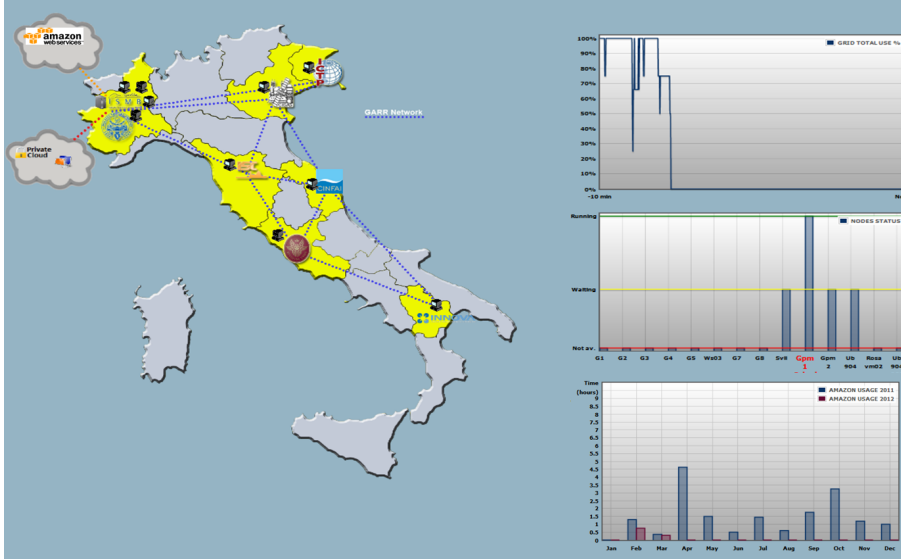 amazon
webservices
Private
Cloud
ICTP
GARR Network
CINFAI
GRID TOTAL USE %
100%
90%
80%
70%
60%
50%
40%
30%
20%
10%
0%
-10 min
NODES STATUS
Running
Waiting
Not av.
G1 G2 G3 G4 G5 Ws03 G7 G8 Svil Gpm Gpm Ub Rosa Ub
1 2 904 vm02 904
Time
(hours)
AMAZON USAGE 2011
AMAZON USAGE 2012
9
8.5
8
7.5
7
6.5
6
5.5
5
4.5
4
3.5
3
2.5
2
1.5
1
0.5
0
Jan Feb Mar Apr May Jun Jul Aug Sep Oct Nov Dec